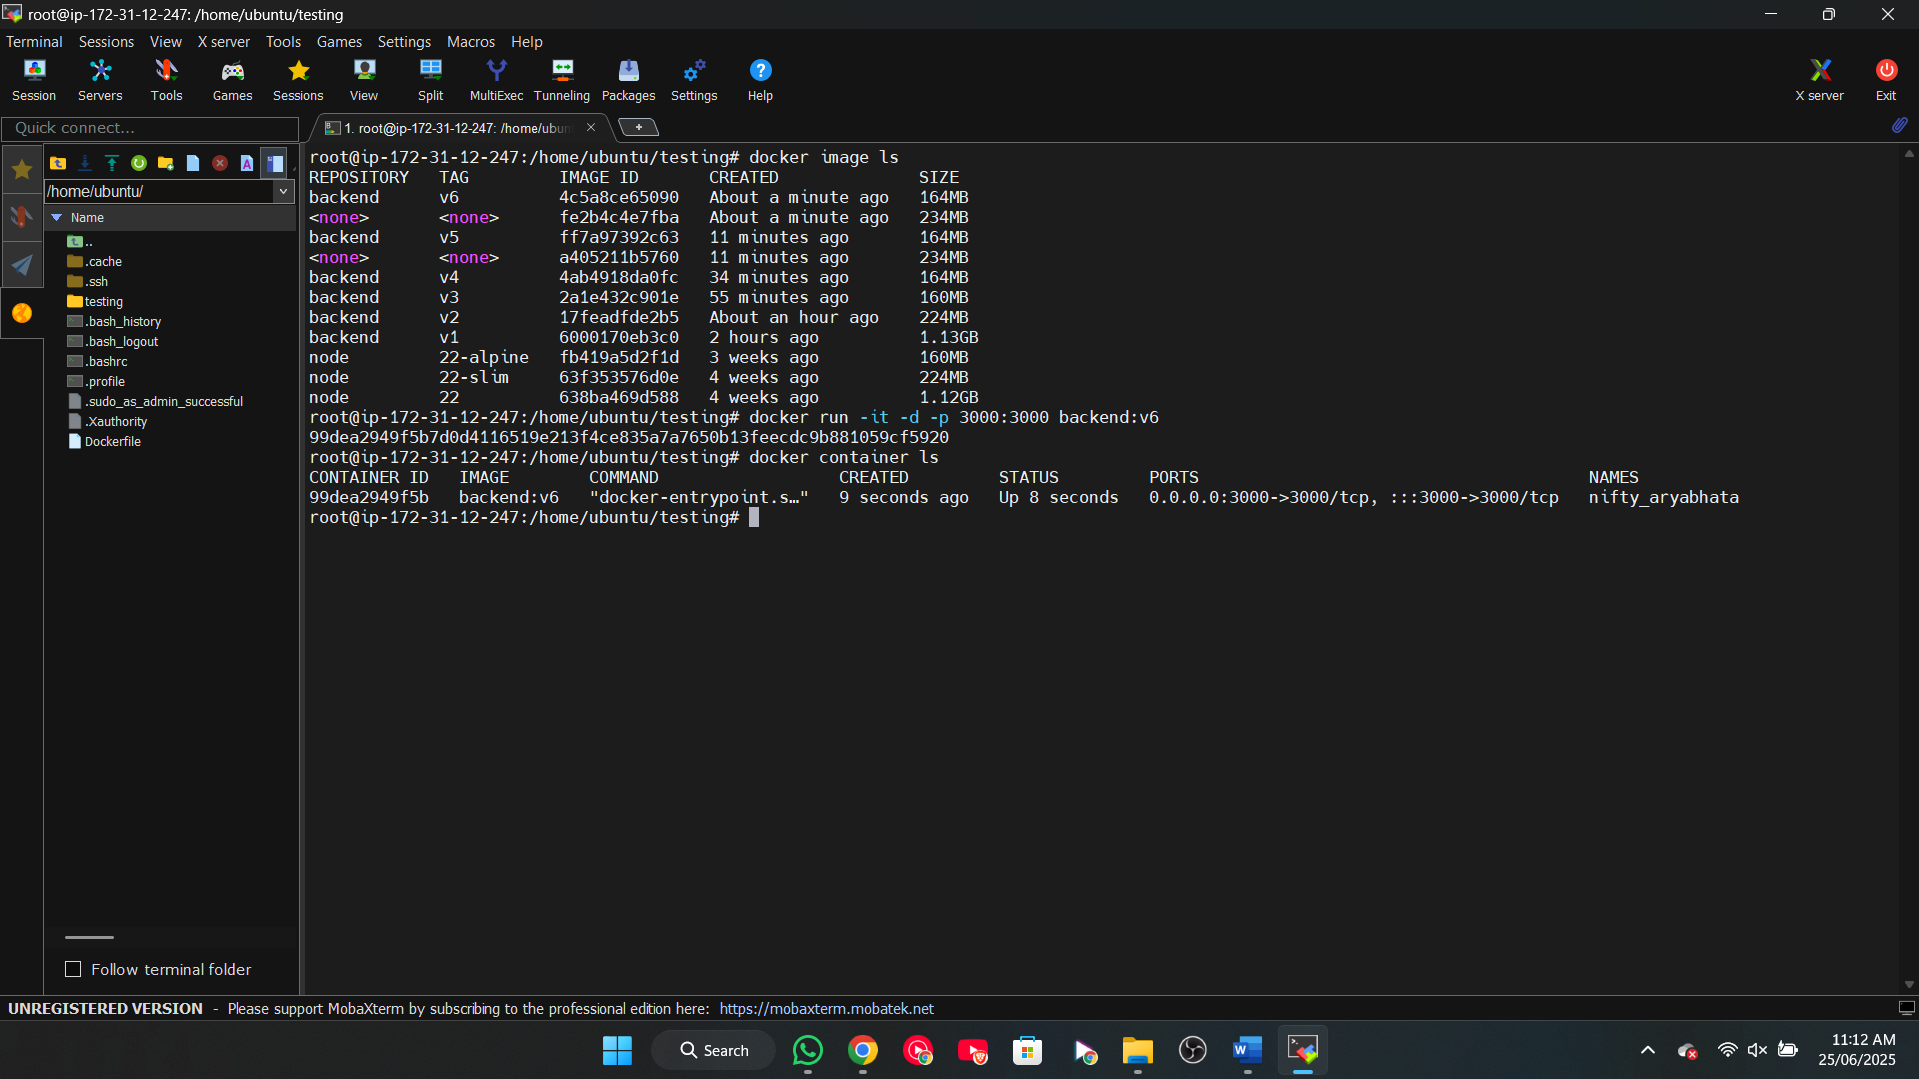 root@ip-172-31-12-247: /home/ubuntu/testing
Terminal Sessions View X server Tools Games Settings Macros Help
Session Servers Tools Games Sessions View Split MultiExec Tunneling Packages Settings Help X server Exit
Quick connect...
1. root@ip-172-31-12-247: /home/ubun
/home/ubuntu/
Name
..
.cache
.ssh
testing
.bash_history
.bash_logout
.bashrc
.profile
.sudo_as_admin_successful
.Xauthority
Dockerfile
Follow terminal folder
root@ip-172-31-12-247:/home/ubuntu/testing# docker image ls
REPOSITORY TAG IMAGE ID CREATED SIZE
backend v6 4c5a8ce65090 About a minute ago 164MB
<none> <none> fe2b4c4e7fba About a minute ago 234MB
backend v5 ff7a97392c63 11 minutes ago 164MB
<none> <none> a405211b5760 11 minutes ago 234MB
backend v4 4ab4918da0fc 34 minutes ago 164MB
backend v3 2a1e432c901e 55 minutes ago 160MB
backend v2 17feadfde2b5 About an hour ago 224MB
backend v1 6000170eb3c0 2 hours ago 1.13GB
node 22-alpine fb419a5d2f1d 3 weeks ago 160MB
node 22-slim 63f353576d0e 4 weeks ago 224MB
node 22 638ba469d588 4 weeks ago 1.12GB
root@ip-172-31-12-247:/home/ubuntu/testing# docker run -it -d -p 3000:3000 backend:v6
99dea2949f5b7d0d4116519e213f4ce835a7a7650b13feecdc9b881059cf5920
root@ip-172-31-12-247:/home/ubuntu/testing# docker container ls
CONTAINER ID IMAGE COMMAND CREATED STATUS PORTS NAMES
99dea2949f5b backend:v6 "docker-entrypoint.s…" 9 seconds ago Up 8 seconds 0.0.0.0:3000->3000/tcp, :::3000->3000/tcp nifty_aryabhata
root@ip-172-31-12-247:/home/ubuntu/testing#
UNREGISTERED VERSION - Please support MobaXterm by subscribing to the professional edition here: https://mobaxterm.mobatek.net
Search
11:12 AM
25/06/2025